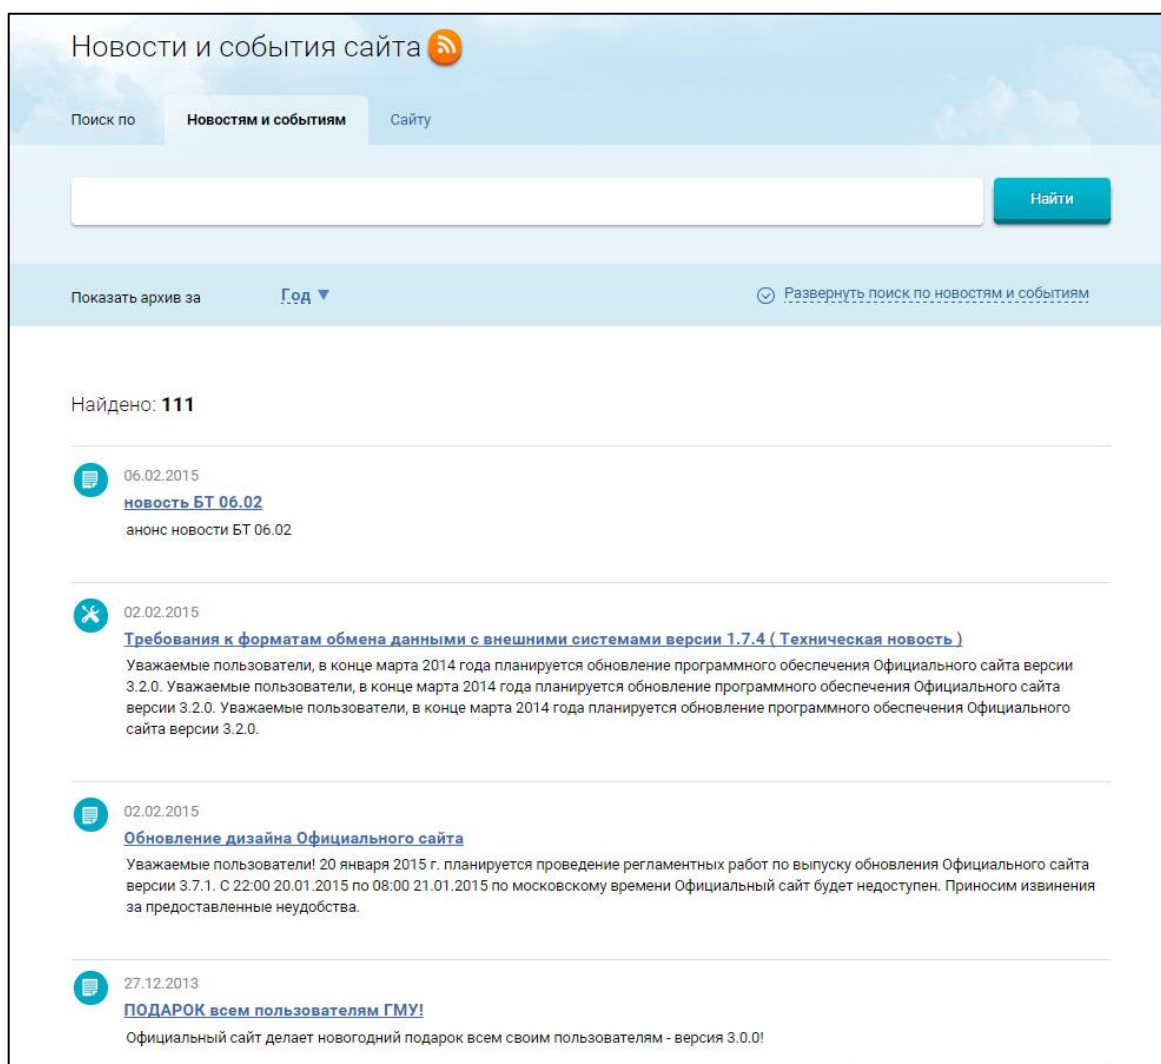 Новости и события сайта
Поиск по Новостям и событиям Сайту
Найти
Показать архив за Год ▼ Развернуть поиск по новостям и событиям
Найдено: 111
06.02.2015
новость БТ 06.02
анонс новости БТ 06.02
02.02.2015
Требования к форматам обмена данными с внешними системами версии 1.7.4 ( Техническая новость )
Уважаемые пользователи, в конце марта 2014 года планируется обновление программного обеспечения Официального сайта версии
3.2.0. Уважаемые пользователи, в конце марта 2014 года планируется обновление программного обеспечения Официального сайта
версии 3.2.0. Уважаемые пользователи, в конце марта 2014 года планируется обновление программного обеспечения Официального
сайта версии 3.2.0.
02.02.2015
Обновление дизайна Официального сайта
Уважаемые пользователи! 20 января 2015 г. планируется проведение регламентных работ по выпуску обновления Официального сайта
версии 3.7.1. С 22:00 20.01.2015 по 08:00 21.01.2015 по московскому времени Официальный сайт будет недоступен. Приносим извинения
за предоставленные неудобства.
27.12.2013
ПОДАРОК всем пользователям ГМУ!
Официальный сайт делает новогодний подарок всем своим пользователям - версия 3.0.0!